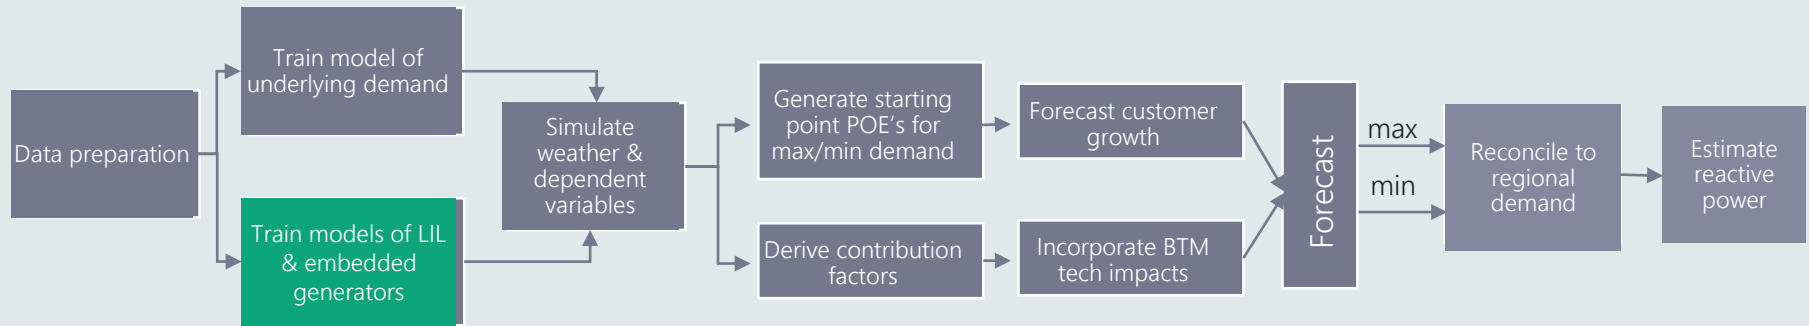 Data preparation
Train model of
underlying demand
Train models of LIL
& embedded
generators
Simulate
weather &
dependent
variables
Generate starting
point POE's for
max/min demand
Derive contribution
factors
Forecast customer
growth
Incorporate BTM
tech impacts
Forecast
max
min
Reconcile to
regional
demand
Estimate
reactive
power